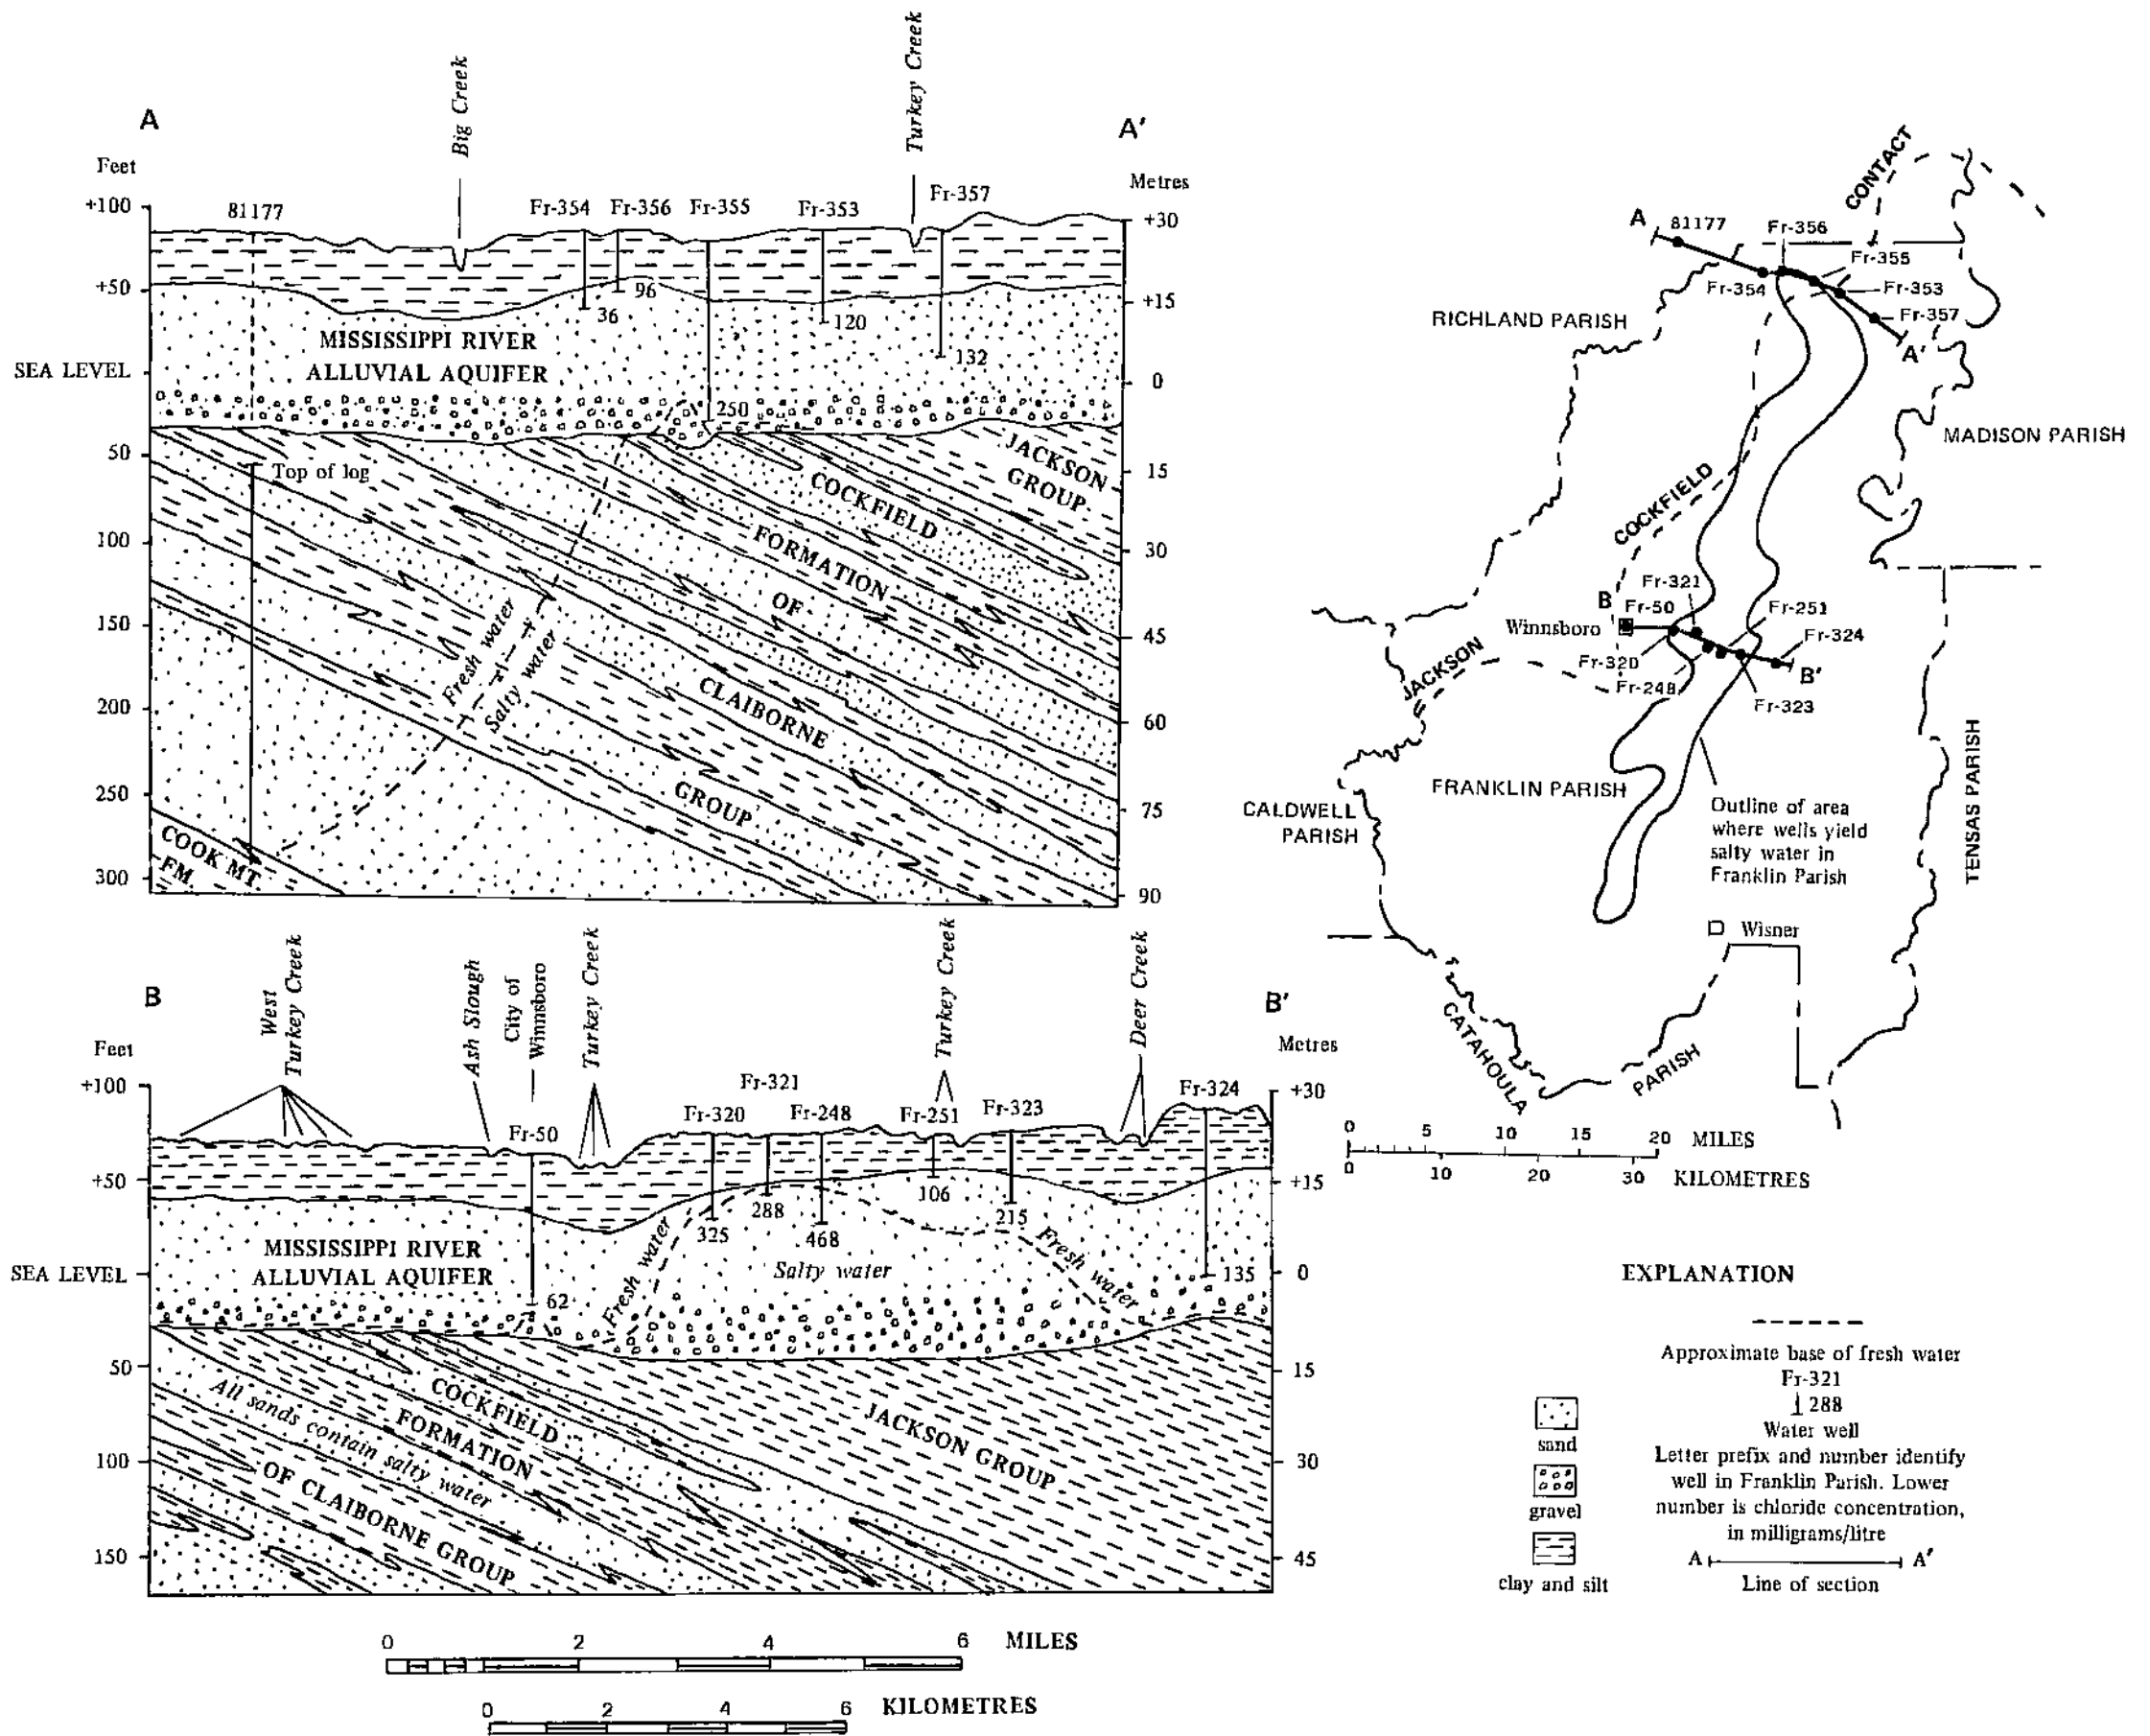 A
Big Creek
Turkey Creek
A'
Feet
Metres
81177
Fr-354
Fr-356
Fr-355
Fr-353
Fr-357
+100
+50
SEA LEVEL
50
100
150
200
250
300
+30
+15
0
15
30
45
60
75
90
36
96
250
120
132
MISSISSIPPI RIVER
ALLUVIAL AQUIFER
Top of log
JACKSON
GROUP
COCKFIELD
FORMATION
OF
CLAIBORNE
GROUP
Fresh water
Salty water
COOK MT
FM
B
West
Turkey Creek
Ash Slough
City of
Winnsboro
Turkey Creek
Turkey Creek
Deer Creek
B'
Feet
Metres
Fr-50
Fr-320
Fr-321
Fr-248
Fr-251
Fr-323
Fr-324
+100
+50
SEA LEVEL
50
100
150
+30
+15
0
15
30
45
62
325
288
468
106
215
135
MISSISSIPPI RIVER
ALLUVIAL AQUIFER
Fresh water
Salty water
Fresh water
COCKFIELD
FORMATION
All sands contain salty water
OF CLAIBORNE GROUP
JACKSON GROUP
0 2 4 6 MILES
0 2 4 6 KILOMETRES
CONTACT
A
81177
Fr-356
Fr-355
Fr-354
Fr-353
Fr-357
A'
RICHLAND PARISH
MADISON PARISH
COCKFIELD
Fr-321
B
Fr-50
Fr-251
Winnsboro
Fr-324
Fr-320
B'
JACKSON
Fr-248
Fr-323
FRANKLIN PARISH
CALDWELL
PARISH
TENSAS PARISH
Outline of area
where wells yield
salty water in
Franklin Parish
Wisner
CATAHOULA
PARISH
0 5 10 15 20 MILES
0 10 20 30 KILOMETRES
EXPLANATION
Approximate base of fresh water
Fr-321
288
Water well
Letter prefix and number identify
well in Franklin Parish. Lower
number is chloride concentration,
in milligrams/litre
A A'
Line of section
sand
gravel
clay and silt